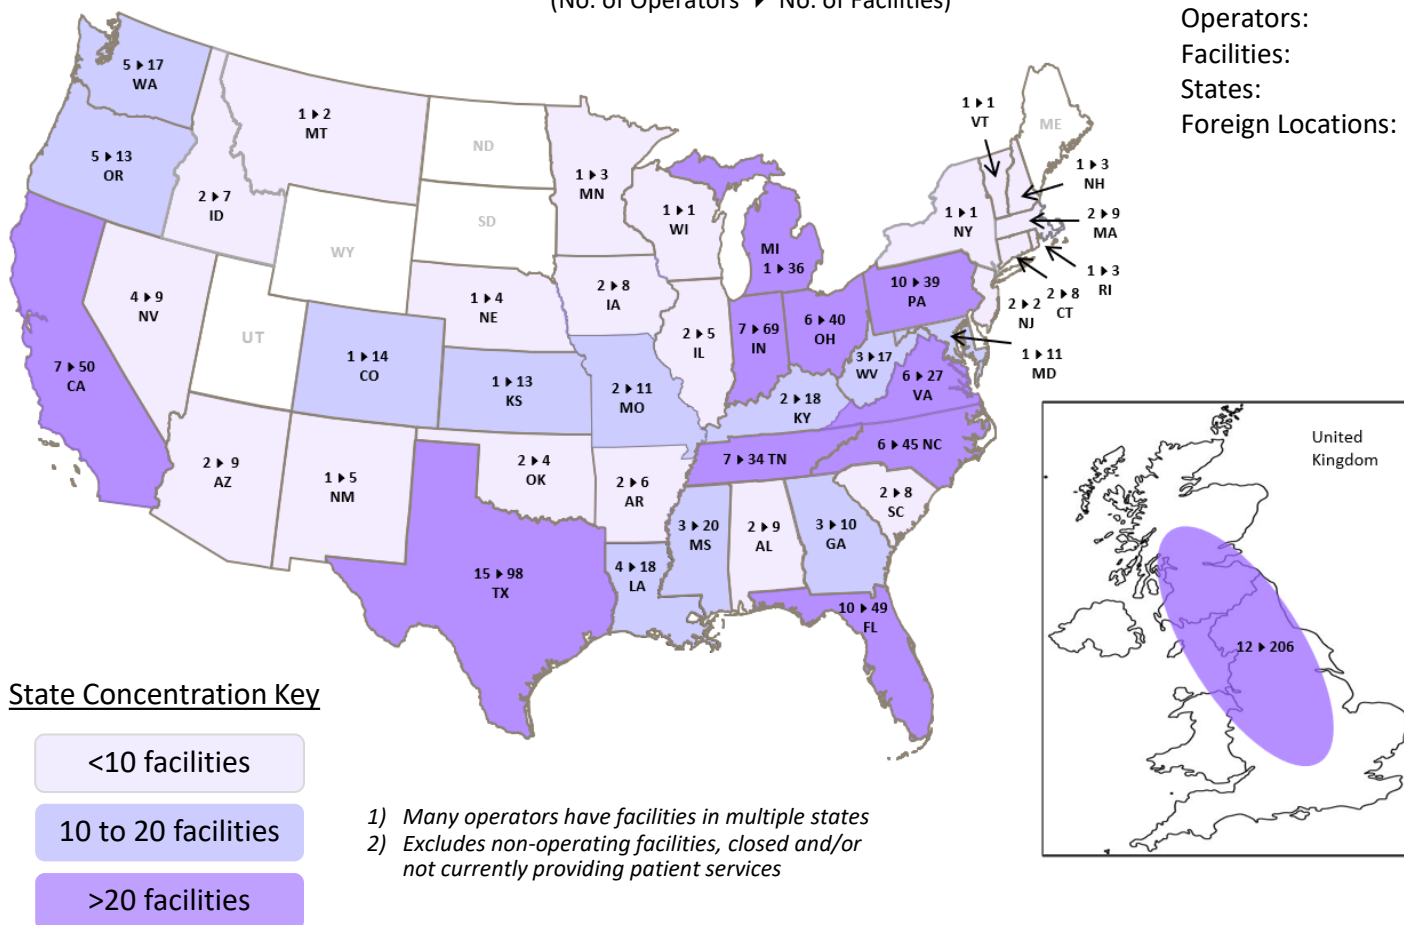 (No. of Operators ▶ No. of Facilities)
Operators:
Facilities:
States:
Foreign Locations:
5 ▶ 17
WA
1 ▶ 2
MT
ND
1 ▶ 3
MN
1 ▶ 1
VT
ME
5 ▶ 13
OR
2 ▶ 7
ID
SD
1 ▶ 1
WI
MI
1 ▶ 36
1 ▶ 1
NY
1 ▶ 3
NH
2 ▶ 9
MA
1 ▶ 3
RI
2 ▶ 8
CT
2 ▶ 2
NJ
1 ▶ 11
MD
WY
4 ▶ 9
NV
UT
1 ▶ 4
NE
2 ▶ 8
IA
2 ▶ 5
IL
7 ▶ 69
IN
6 ▶ 40
OH
10 ▶ 39
PA
7 ▶ 50
CA
1 ▶ 14
CO
1 ▶ 13
KS
2 ▶ 11
MO
2 ▶ 18
KY
3 ▶ 17
WV
6 ▶ 27
VA
2 ▶ 9
AZ
1 ▶ 5
NM
2 ▶ 4
OK
2 ▶ 6
AR
7 ▶ 34 TN
6 ▶ 45 NC
2 ▶ 8
SC
15 ▶ 98
TX
4 ▶ 18
LA
3 ▶ 20
MS
2 ▶ 9
AL
3 ▶ 10
GA
10 ▶ 49
FL
United
Kingdom
12 ▶ 206
State Concentration Key
<10 facilities
10 to 20 facilities
>20 facilities
1) Many operators have facilities in multiple states
2) Excludes non-operating facilities, closed and/or
not currently providing patient services